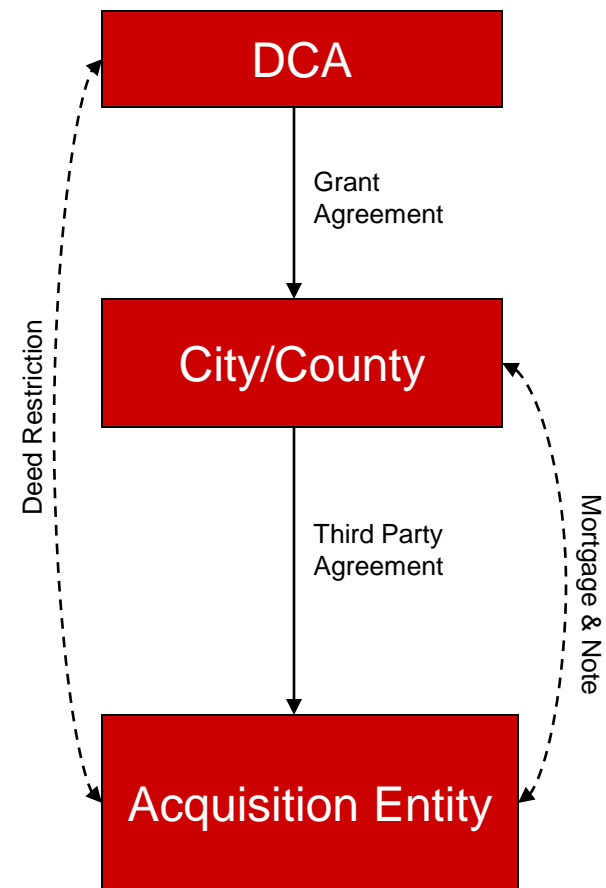 DCA
Grant
Agreement
City/County
Deed Restriction
Mortgage & Note
Third Party
Agreement
Acquisition Entity